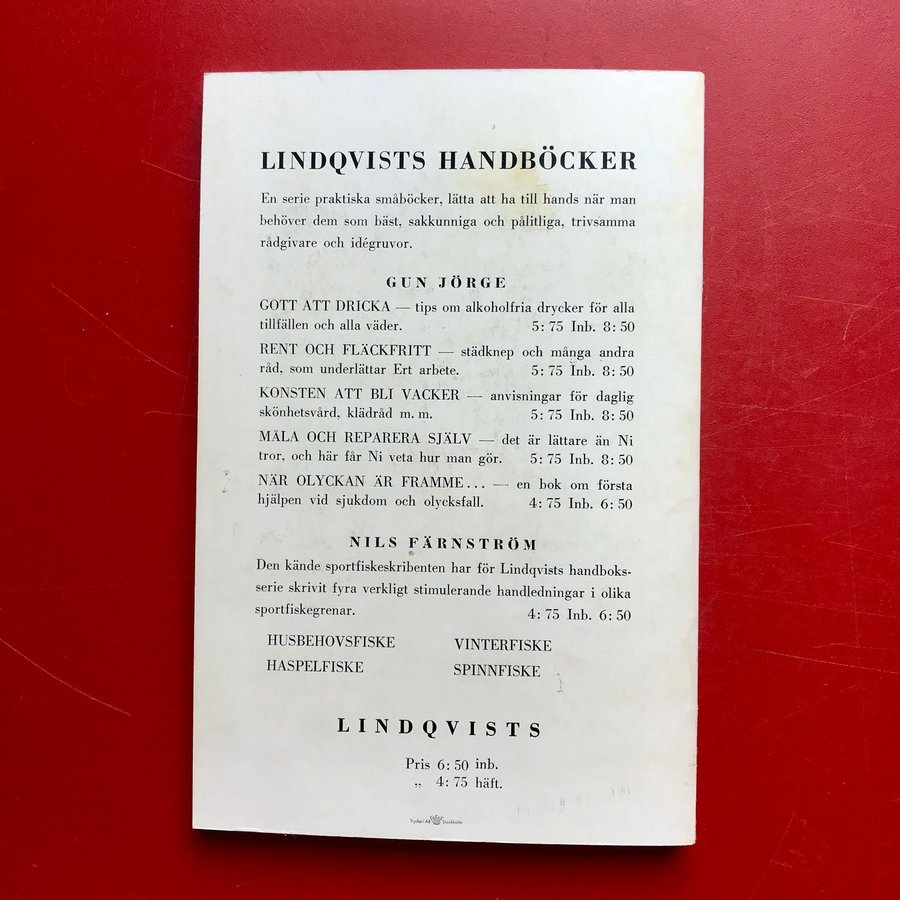 LINDQVISTS HANDBÖCKER
En serie praktiska småböcker, lätta att ha till hands när man
behöver dem som bäst, sakkunniga och pålitliga, trivsamma
rådgivare och idégruvor.
GUN JÖRGE
GOTT ATT DRICKA — tips om alkoholfria drycker för alla
tillfällen och alla väder. 5: 75 Inb. 8: 50
RENT OCH FLÄCKFRITT — städknep och många andra
råd, som underlättar Ert arbete. 5: 75 Inb. 8: 50
KONSTEN ATT BLI VACKER — anvisningar för daglig
skönhetsvård, klädråd m. m. 5: 75 Inb. 8: 50
MÅLA OCH REPARERA SJÄLV — det är lättare än Ni
tror, och här får Ni veta hur man gör. 5: 75 Inb. 8: 50
NÄR OLYCKAN ÄR FRAMME... — en bok om första
hjälpen vid sjukdom och olycksfall. 4: 75 Inb. 6: 50
NILS FÄRNSTRÖM
Den kände sportfiskeskribenten har för Lindqvists handboks-
serie skrivit fyra verkligt stimulerande handledningar i olika
sportfiskegrenar. 4: 75 Inb. 6: 50
HUSBEHOVSFISKE VINTERFISKE
HASPELFISKE SPINNFISKE
LINDQVISTS
Pris 6: 50 inb.
„ 4: 75 häft.
Tryckeri AB Stockholm